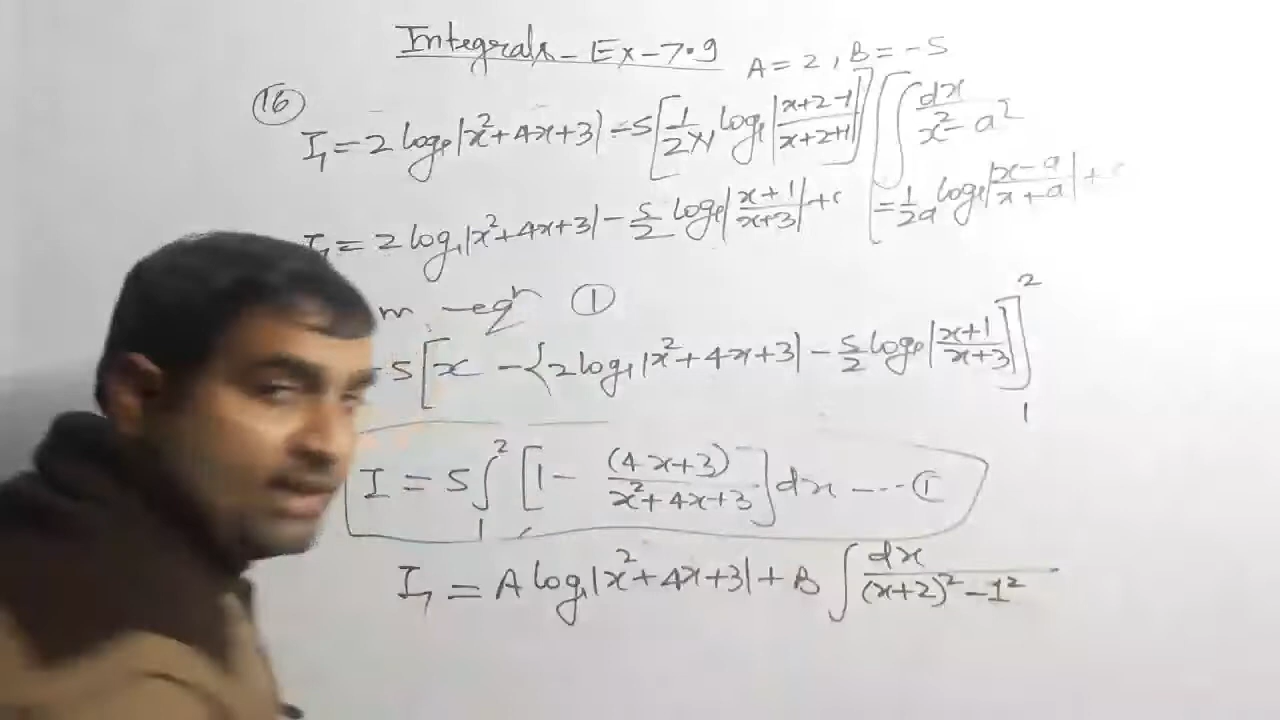 Integrals - Ex - 7.9
A = 2, B = -5
(16)
I₁ = 2 logₑ|x²+4x+3| - 5[1/(2×1) logₑ|(x+2-1)/(x+2+1)|]
∫ dx/(x² - a²)
= 1/(2a) logₑ|(x-a)/(x+a)| + c
I₁ = 2 logₑ|x²+4x+3| - 5/2 logₑ|(x+1)/(x+3)| + c
m eqⁿ (1)
5[x - {2 logₑ|x²+4x+3| - 5/2 logₑ|(x+1)/(x+3)|]₁²
I = 5∫₁² [1 - (4x+3)/(x²+4x+3)] dx --- (1)
I₁ = A logₑ|x²+4x+3| + B ∫ dx/((x+2)² - 1²)